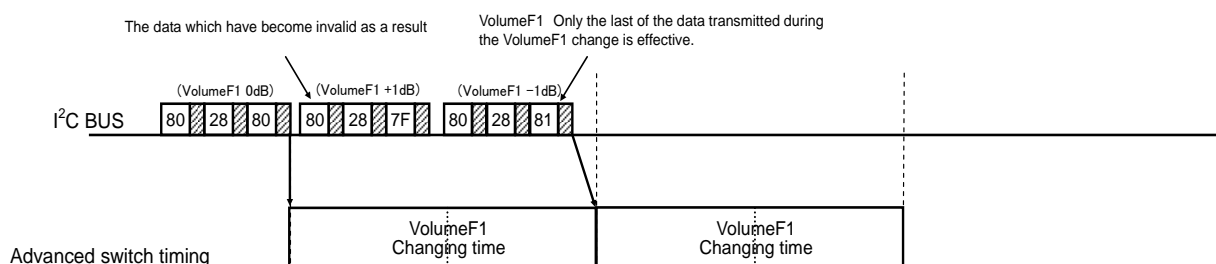 The data which have become invalid as a result
VolumeF1 Only the last of the data transmitted during
the VolumeF1 change is effective.
(VolumeF1 0dB) (VolumeF1 +1dB) (VolumeF1 −1dB)
I²C BUS 80 28 80 80 28 7F 80 28 81
VolumeF1 VolumeF1
Changing time Changing time
Advanced switch timing